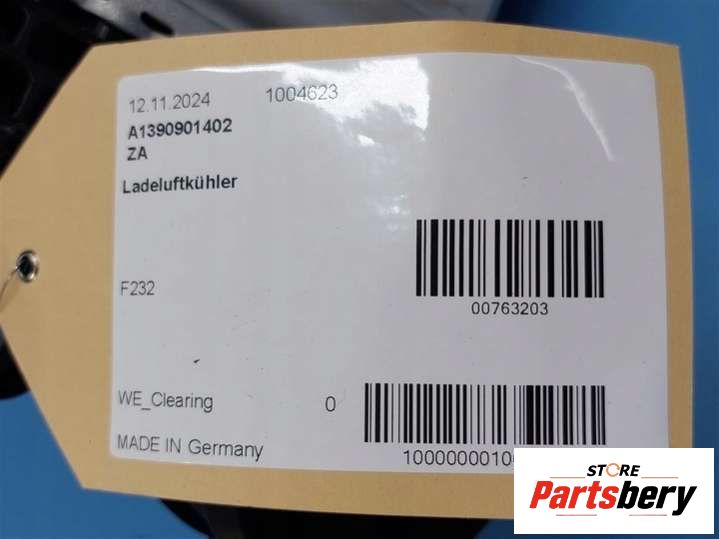 12.11.2024 1004623
A1390901402
ZA
Ladeluftkühler
F232
00763203
WE_Clearing 0
MADE IN Germany
STORE
Partsbery